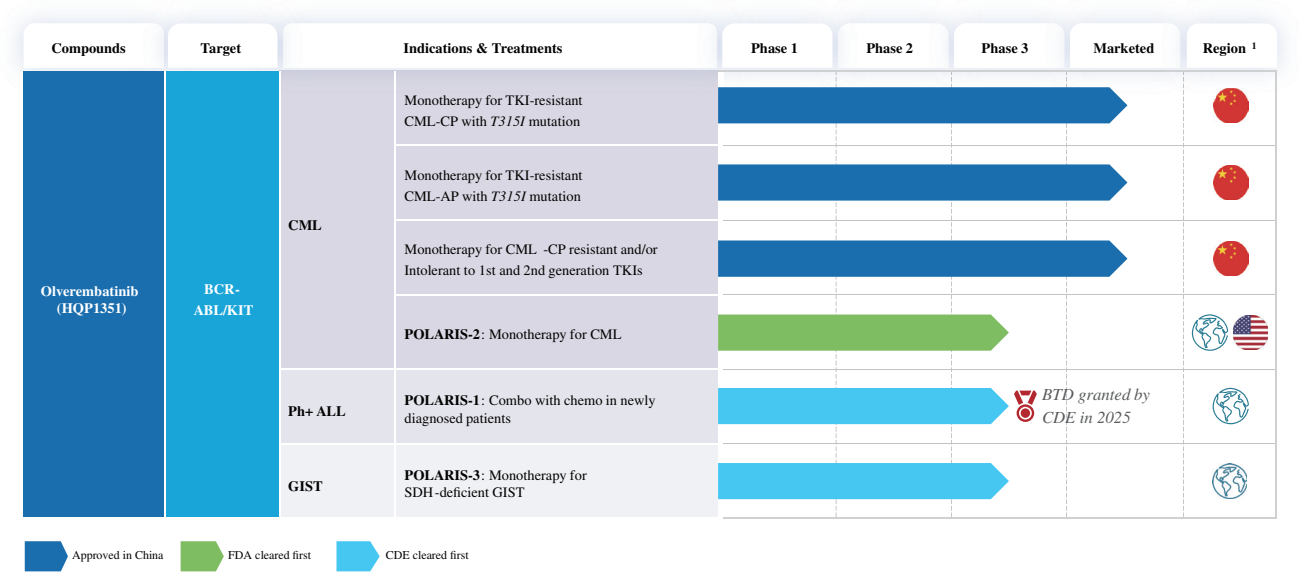 Compounds
Target
Indications & Treatments
Phase 1
Phase 2
Phase 3
Marketed
Region 1
Olverembatinib
(HQP1351)
BCR-
ABL/KIT
CML
Monotherapy for TKI-resistant
CML-CP with T315I mutation
Monotherapy for TKI-resistant
CML-AP with T315I mutation
Monotherapy for CML -CP resistant and/or
Intolerant to 1st and 2nd generation TKIs
POLARIS-2: Monotherapy for CML
Ph+ ALL
POLARIS-1: Combo with chemo in newly
diagnosed patients
BTD granted by
CDE in 2025
GIST
POLARIS-3: Monotherapy for
SDH-deficient GIST
Approved in China
FDA cleared first
CDE cleared first